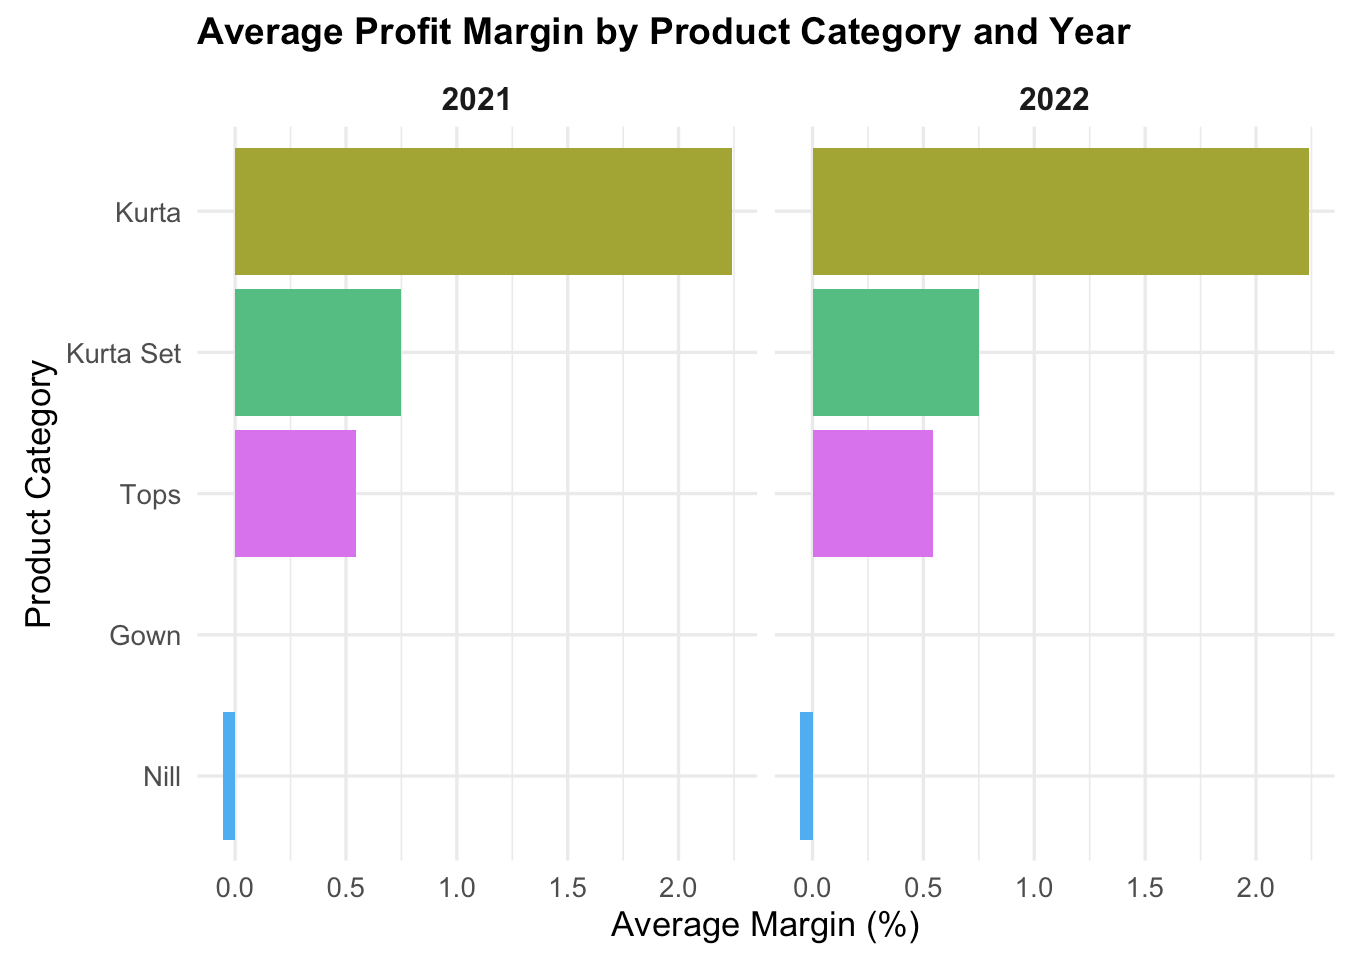 Average Profit Margin by Product Category and Year
2021
2022
Product Category
Kurta
Kurta Set
Tops
Gown
Nill
0.0 0.5 1.0 1.5 2.0
0.0 0.5 1.0 1.5 2.0
Average Margin (%)